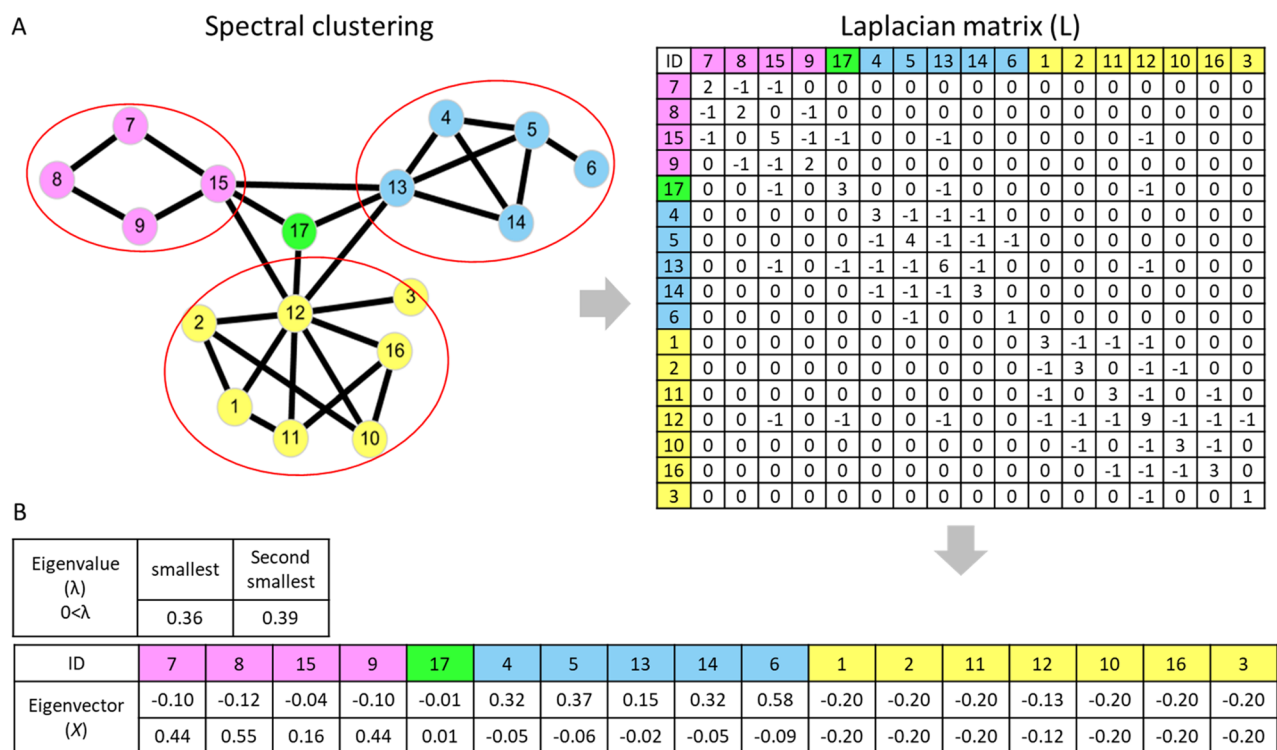 A
Spectral clustering
Laplacian matrix (L)
4
7
5
6
8
15
13
9
14
17
3
12
2
16
1
11
10
ID 7 8 15 9 17 4 5 13 14 6 1 2 11 12 10 16 3
7 2 -1 -1 0 0 0 0 0 0 0 0 0 0 0 0 0 0
8 -1 2 0 -1 0 0 0 0 0 0 0 0 0 0 0 0 0
15 -1 0 5 -1 -1 0 0 -1 0 0 0 0 0 -1 0 0 0
9 0 -1 -1 2 0 0 0 0 0 0 0 0 0 0 0 0 0
17 0 0 -1 0 3 0 0 -1 0 0 0 0 0 -1 0 0 0
4 0 0 0 0 0 3 -1 -1 -1 0 0 0 0 0 0 0 0
5 0 0 0 0 0 -1 4 -1 -1 -1 0 0 0 0 0 0 0
13 0 0 -1 0 -1 -1 -1 6 -1 0 0 0 0 -1 0 0 0
14 0 0 0 0 0 -1 -1 -1 3 0 0 0 0 0 0 0 0
6 0 0 0 0 0 0 -1 0 0 1 0 0 0 0 0 0 0
1 0 0 0 0 0 0 0 0 0 0 3 -1 -1 -1 0 0 0
2 0 0 0 0 0 0 0 0 0 0 -1 3 0 -1 -1 0 0
11 0 0 0 0 0 0 0 0 0 0 -1 0 3 -1 0 -1 0
12 0 0 -1 0 -1 0 0 -1 0 0 -1 -1 -1 9 -1 -1 -1
10 0 0 0 0 0 0 0 0 0 0 0 -1 0 -1 3 -1 0
16 0 0 0 0 0 0 0 0 0 0 0 0 -1 -1 -1 3 0
3 0 0 0 0 0 0 0 0 0 0 0 0 0 -1 0 0 1
B
Eigenvalue
(λ)
0<λ
smallest
Second
smallest
0.36 0.39
ID 7 8 15 9 17 4 5 13 14 6 1 2 11 12 10 16 3
Eigenvector
(X)
-0.10 -0.12 -0.04 -0.10 -0.01 0.32 0.37 0.15 0.32 0.58 -0.20 -0.20 -0.20 -0.13 -0.20 -0.20 -0.20
0.44 0.55 0.16 0.44 0.01 -0.05 -0.06 -0.02 -0.05 -0.09 -0.20 -0.20 -0.20 -0.12 -0.20 -0.20 -0.20